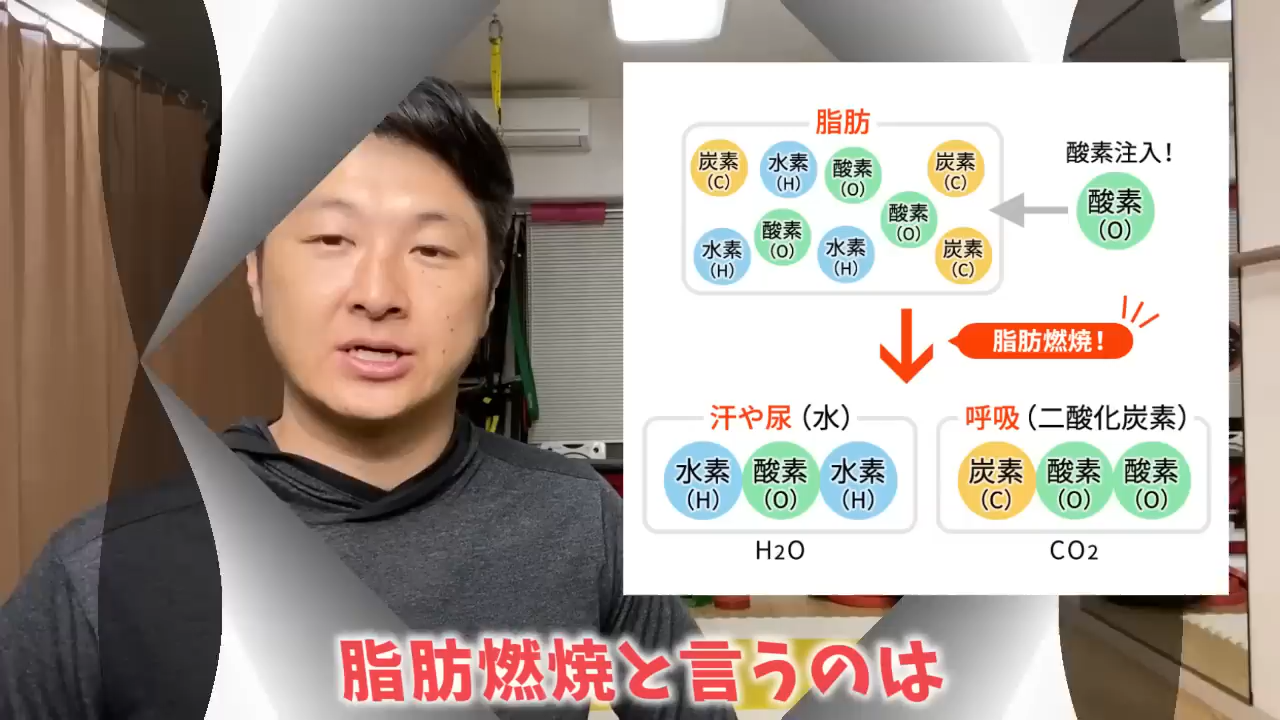 脂肪
炭素
(C)
水素
(H)
酸素
(O)
炭素
(C)
水素
(H)
酸素
(O)
水素
(H)
酸素
(O)
炭素
(C)
酸素注入!
酸素
(O)
脂肪燃焼!
汗や尿(水)
水素
(H)
酸素
(O)
水素
(H)
H2O
呼吸(二酸化炭素)
炭素
(C)
酸素
(O)
酸素
(O)
CO2
脂肪燃焼と言うのは